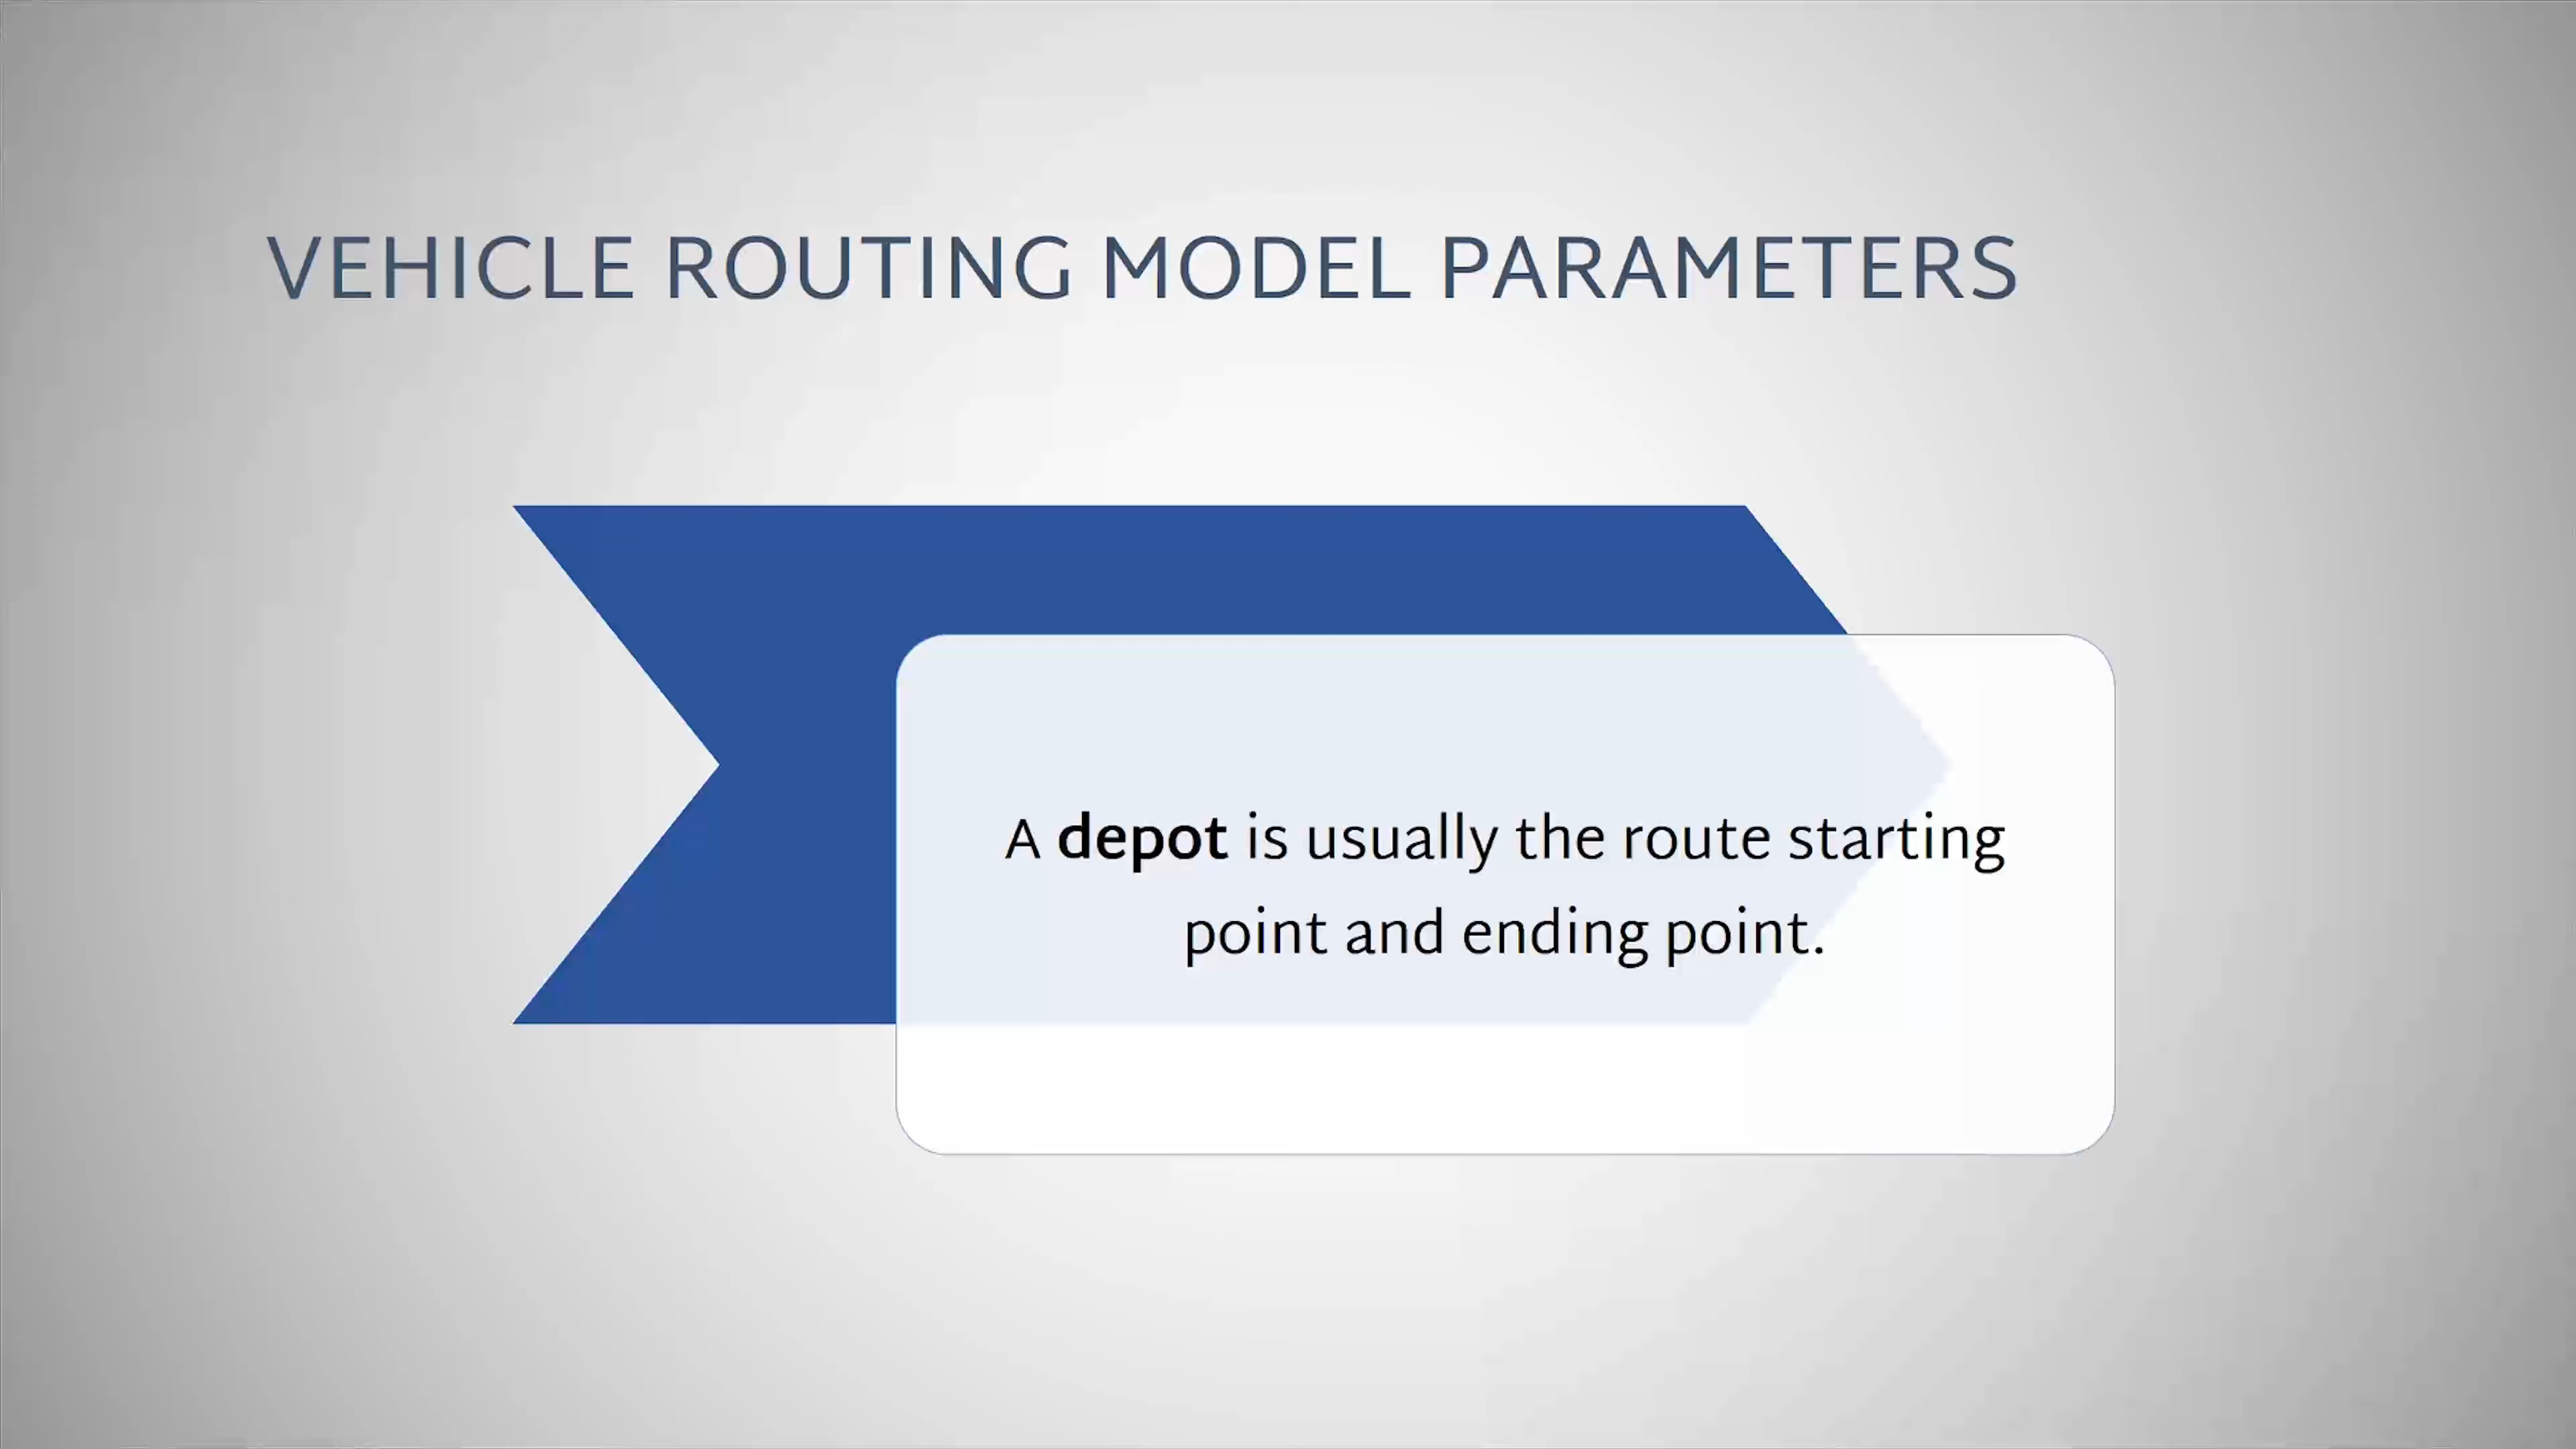 VEHICLE ROUTING MODEL PARAMETERS
A depot is usually the route starting
point and ending point.